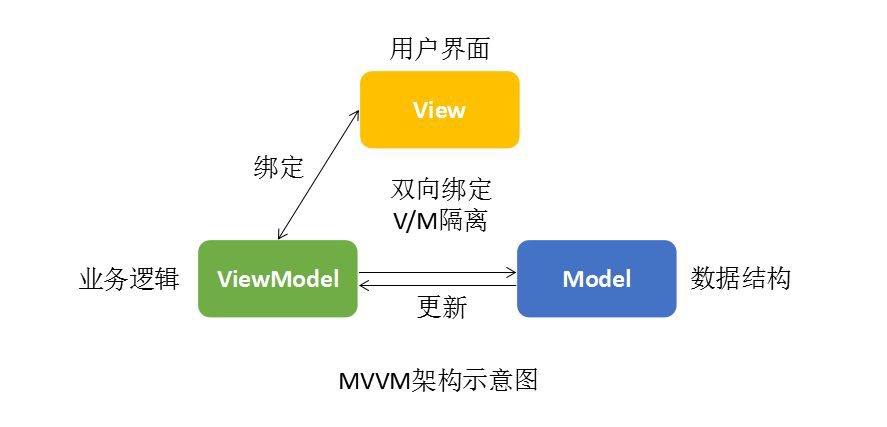 用户界面
View
绑定
双向绑定
V/M隔离
业务逻辑
ViewModel
更新
Model
数据结构
MVVM架构示意图